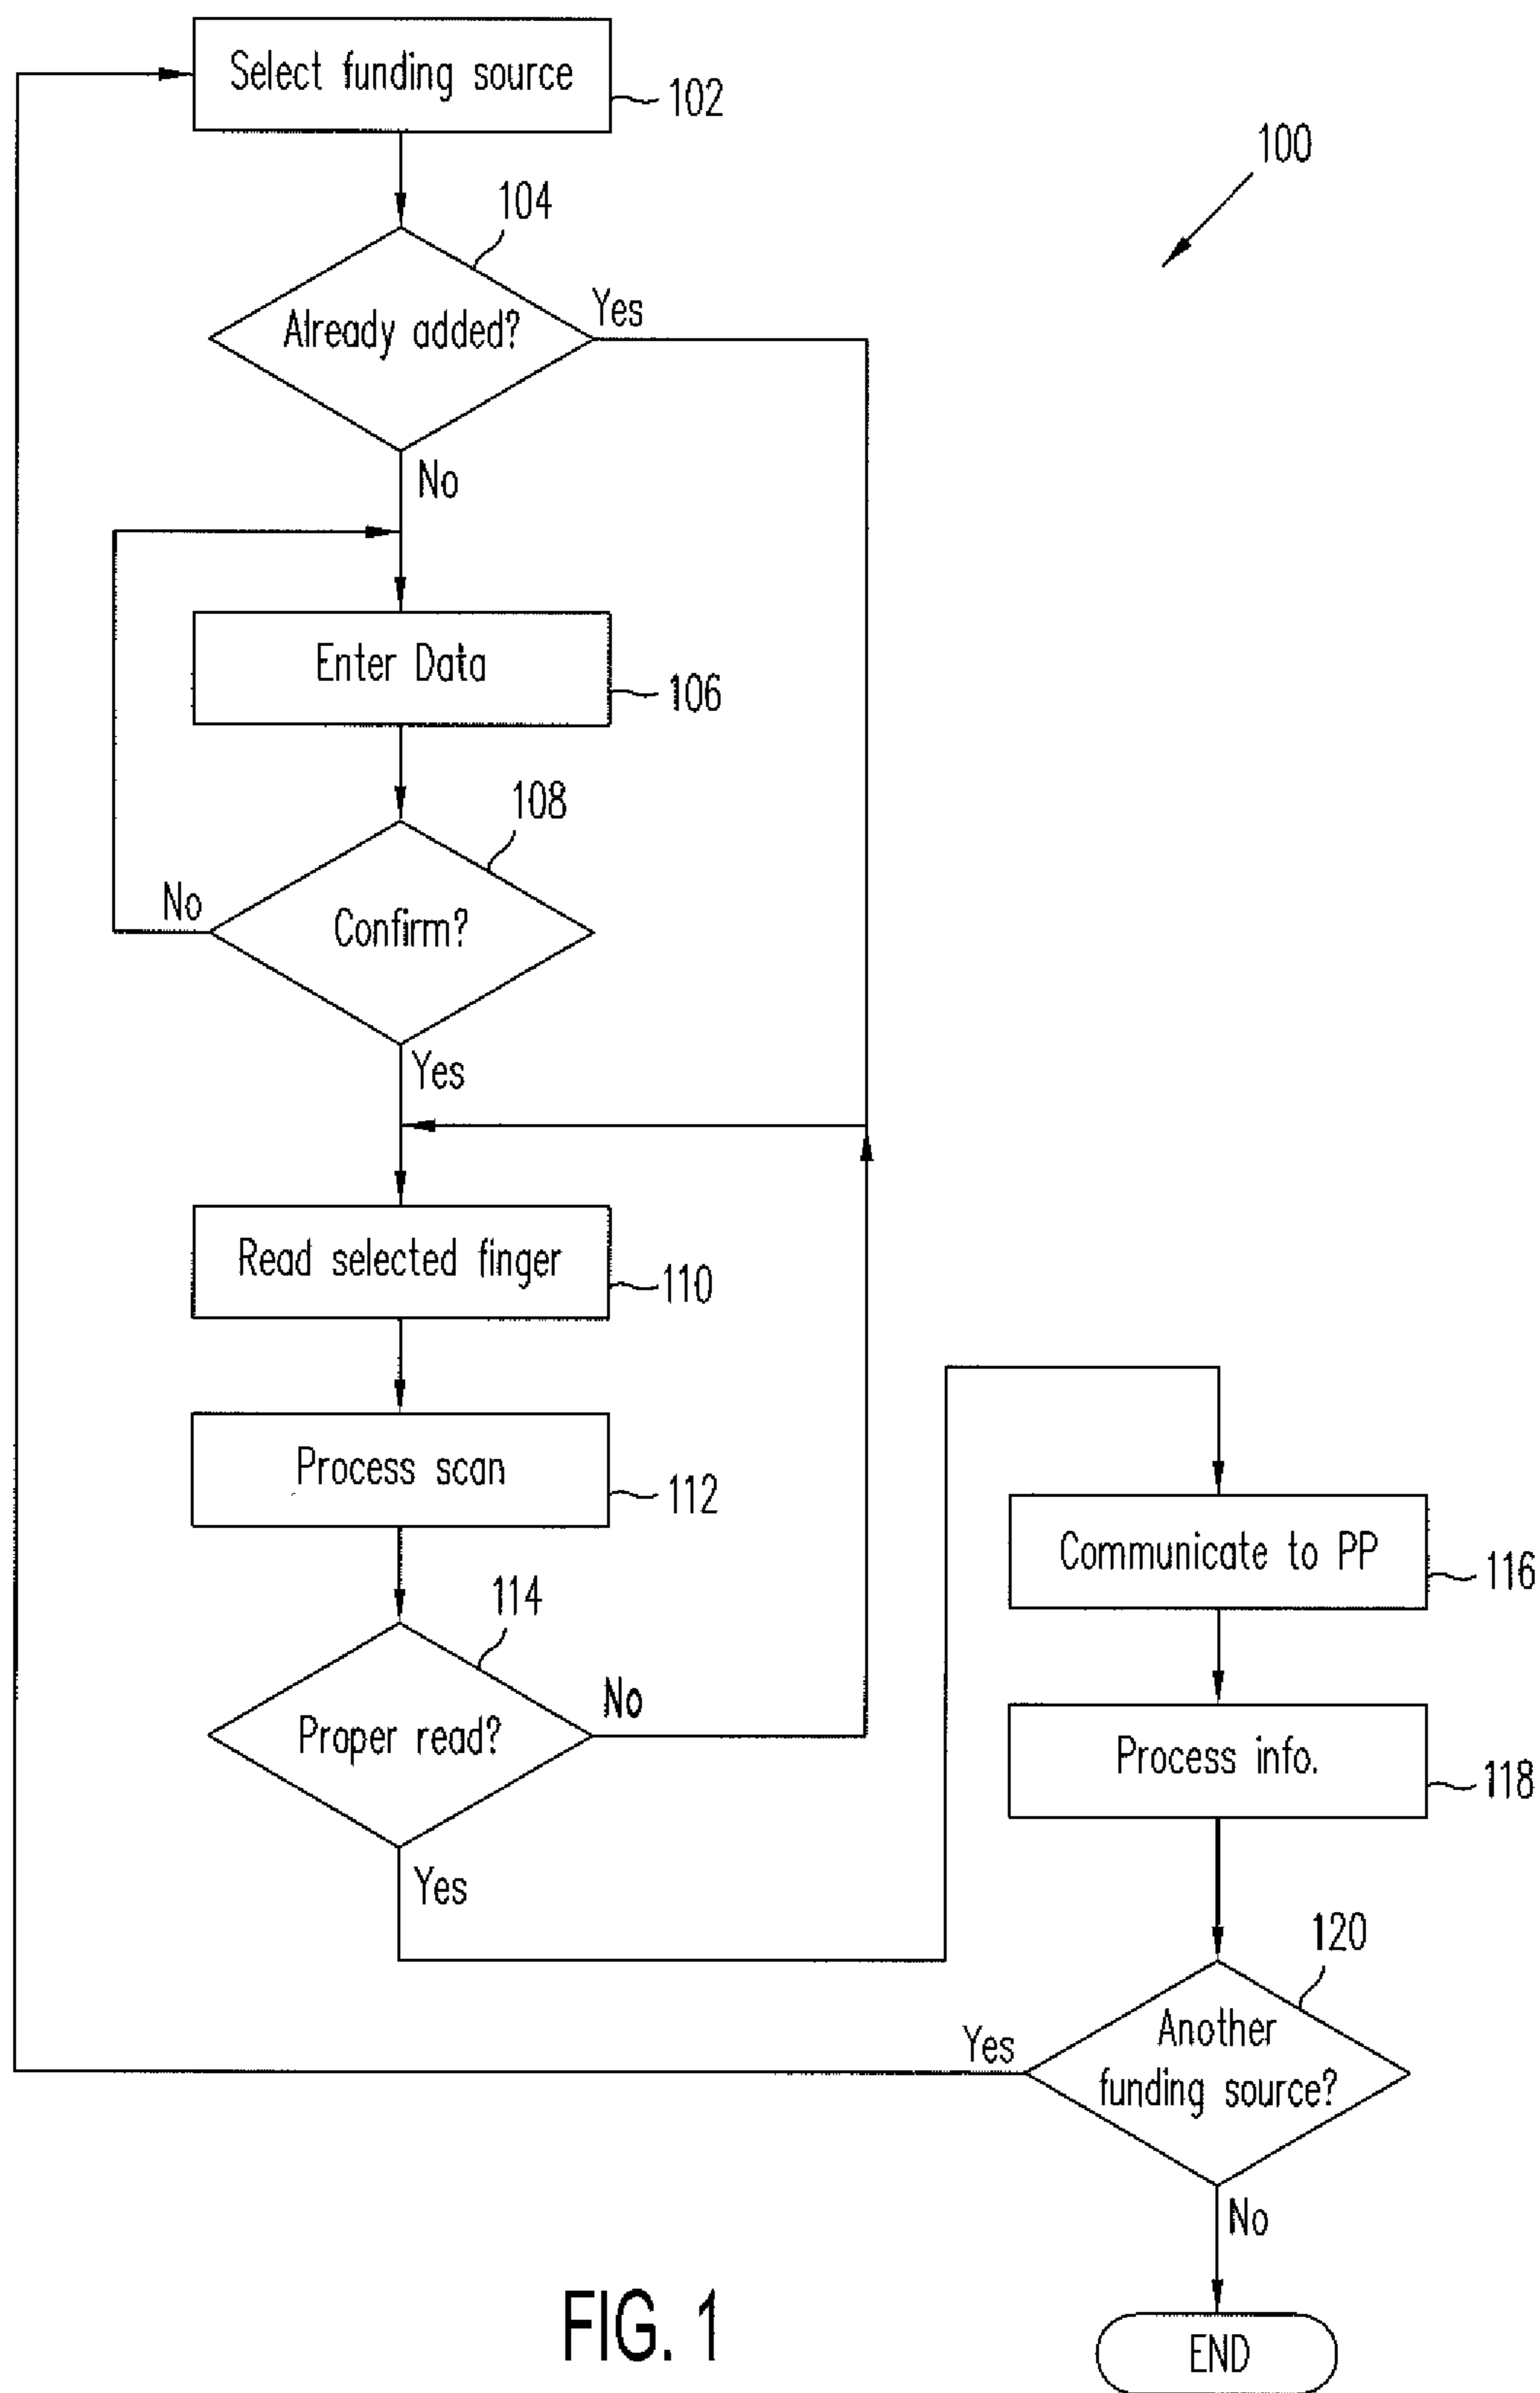 Select funding source
102
100
104
Already added?
Yes
No
Enter Data
106
108
Confirm?
No
Yes
Read selected finger
110
Process scan
112
114
Proper read?
No
Yes
Communicate to PP
116
Process info.
118
120
Another
funding source?
Yes
No
END
FIG. 1